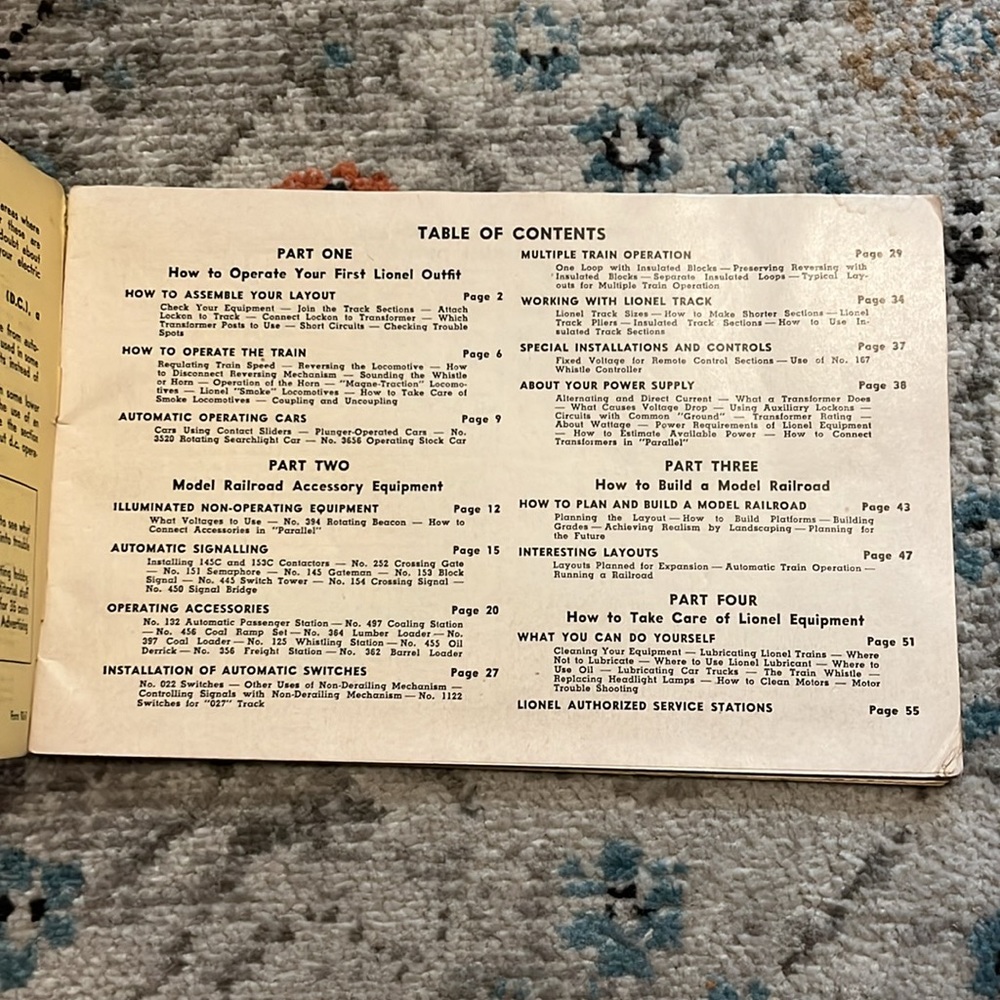 areas where
these are
doubt about
your electric
(D.C.), a
TABLE OF CONTENTS
PART ONE
How to Operate Your First Lionel Outfit
HOW TO ASSEMBLE YOUR LAYOUT Page 2
Check Your Equipment — Join the Track Sections — Attach
Lockon to Track — Connect Lockon to Transformer — Which
Transformer Posts to Use — Short Circuits — Checking Trouble
Spots
HOW TO OPERATE THE TRAIN Page 6
Regulating Train Speed — Reversing the Locomotive — How
to Disconnect Reversing Mechanism — Sounding the Whistle
or Horn — Operation of the Horn — "Magne-Traction" Locomo-
tives — Lionel "Smoke" Locomotives — How to Take Care of
Smoke Locomotives — Coupling and Uncoupling
AUTOMATIC OPERATING CARS Page 9
Cars Using Contact Sliders — Plunger-Operated Cars — No.
3520 Rotating Searchlight Car — No. 3656 Operating Stock Car
PART TWO
Model Railroad Accessory Equipment
ILLUMINATED NON-OPERATING EQUIPMENT Page 12
What Voltages to Use — No. 394 Rotating Beacon — How to
Connect Accessories in "Parallel"
AUTOMATIC SIGNALLING Page 15
Installing 145C and 153C Contactors — No. 252 Crossing Gate
— No. 151 Semaphore — No. 145 Gateman — No. 153 Block
Signal — No. 445 Switch Tower — No. 154 Crossing Signal —
No. 450 Signal Bridge
OPERATING ACCESSORIES Page 20
No. 132 Automatic Passenger Station — No. 497 Coaling Station
— No. 456 Coal Ramp Set — No. 364 Lumber Loader — No.
397 Coal Loader — No. 125 Whistling Station — No. 455 Oil
Derrick — No. 356 Freight Station — No. 362 Barrel Loader
INSTALLATION OF AUTOMATIC SWITCHES Page 27
No. 022 Switches — Other Uses of Non-Derailing Mechanism —
Controlling Signals with Non-Derailing Mechanism — No. 1122
Switches for "027" Track
MULTIPLE TRAIN OPERATION Page 29
One Loop with Insulated Blocks — Preserving Reversing with
Insulated Blocks — Separate Insulated Loops — Typical Lay-
outs for Multiple Train Operation
WORKING WITH LIONEL TRACK Page 34
Lionel Track Sizes — How to Make Shorter Sections — Lionel
Track Pliers — Insulated Track Sections — How to Use In-
sulated Track Sections
SPECIAL INSTALLATIONS AND CONTROLS Page 37
Fixed Voltage for Remote Control Sections — Use of No. 167
Whistle Controller
ABOUT YOUR POWER SUPPLY Page 38
Alternating and Direct Current — What a Transformer Does
— What Causes Voltage Drop — Using Auxiliary Lockons —
Circuits with Common "Ground" — Transformer Rating —
About Wattage — Power Requirements of Lionel Equipment
— How to Estimate Available Power — How to Connect
Transformers in "Parallel"
PART THREE
How to Build a Model Railroad
HOW TO PLAN AND BUILD A MODEL RAILROAD Page 43
Planning the Layout — How to Build Platforms — Building
Grades — Achieving Realism by Landscaping — Planning for
the Future
INTERESTING LAYOUTS Page 47
Layouts Planned for Expansion — Automatic Train Operation —
Running a Railroad
PART FOUR
How to Take Care of Lionel Equipment
WHAT YOU CAN DO YOURSELF Page 51
Cleaning Your Equipment — Lubricating Lionel Trains — Where
Not to Lubricate — Where to Use Lionel Lubricant — Where to
Use Oil — Lubricating Car Trucks — The Train Whistle —
Replacing Headlight Lamps — How to Clean Motors — Motor
Trouble Shooting
LIONEL AUTHORIZED SERVICE STATIONS Page 55